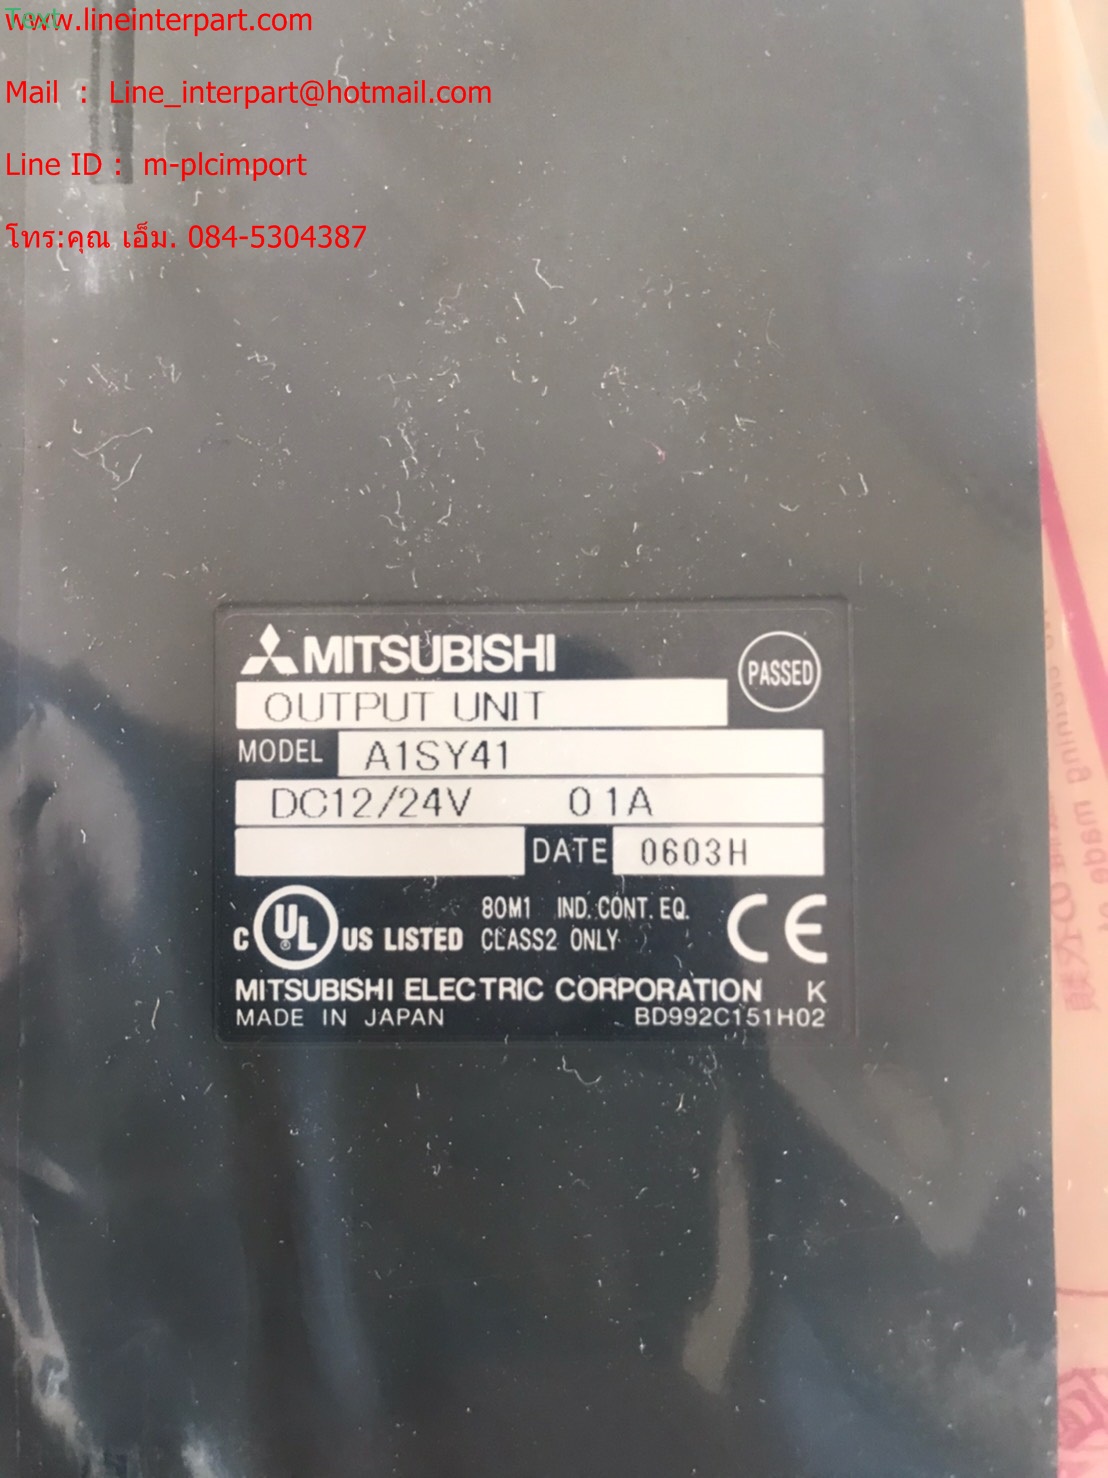 Text
www.lineinterpart.com
Mail : Line_interpart@hotmail.com
Line ID : m-plcimport
โทร:คุณ เอ็ม. 084-5304387
MITSUBISHI
PASSED
OUTPUT UNIT
MODEL A1SY41
DC12/24V 0 1A
DATE 0603H
C UL US LISTED 80M1 IND. CONT. EQ.
CLASS2 ONLY
CE
MITSUBISHI ELECTRIC CORPORATION K
MADE IN JAPAN BD992C151H02